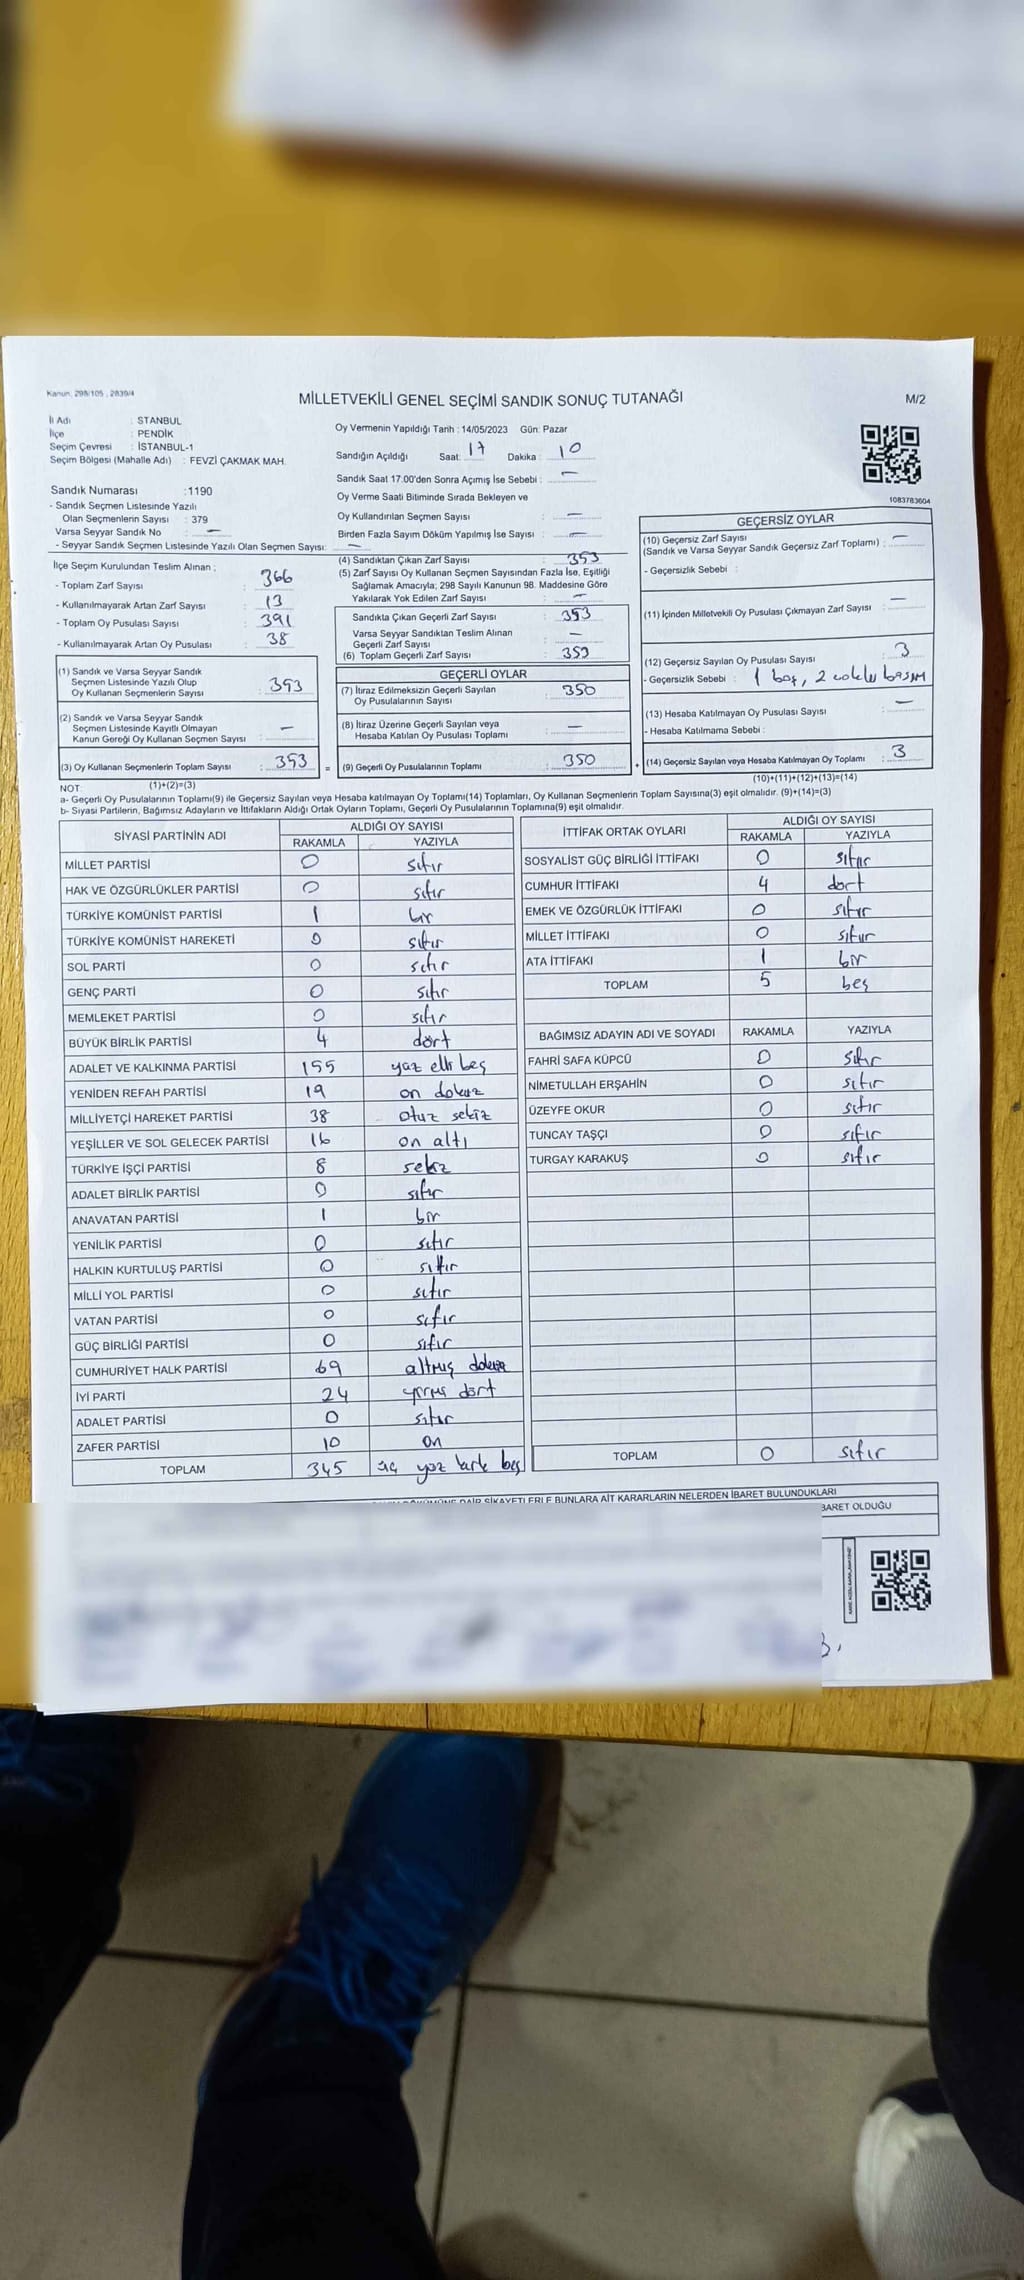 Kanun: 298/105 , 2839/4
MİLLETVEKİLİ GENEL SEÇİMİ SANDIK SONUÇ TUTANAĞI
M/2
İl Adı : STANBUL
İlçe : PENDİK
Seçim Çevresi : İSTANBUL-1
Seçim Bölgesi (Mahalle Adı) : FEVZİ ÇAKMAK MAH.
Oy Vermenin Yapıldığı Tarih : 14/05/2023 Gün: Pazar
Sandığın Açıldığı Saat: 17 Dakika : 10
Sandık Saat 17.00'den Sonra Açımış İse Sebebi : —
Oy Verme Saati Bitiminde Sırada Bekleyen ve
Oy Kullandırılan Seçmen Sayısı : —
Birden Fazla Sayım Döküm Yapılmış İse Sayısı : —
1083783604
Sandık Numarası :1190
- Sandık Seçmen Listesinde Yazılı
Olan Seçmenlerin Sayısı : 379
Varsa Seyyar Sandık No : —
- Seyyar Sandık Seçmen Listesinde Yazılı Olan Seçmen Sayısı: —
İlçe Seçim Kurulundan Teslim Alınan ;
- Toplam Zarf Sayısı : 366
- Kullanılmayarak Artan Zarf Sayısı : 13
- Toplam Oy Pusulası Sayısı : 391
- Kullanılmayarak Artan Oy Pusulası : 38
(1) Sandık ve Varsa Seyyar Sandık
Seçmen Listesinde Yazılı Olup
Oy Kullanan Seçmenlerin Sayısı : 353
(2) Sandık ve Varsa Seyyar Sandık
Seçmen Listesinde Kayıtlı Olmayan
Kanun Gereği Oy Kullanan Seçmen Sayısı : —
(3) Oy Kullanan Seçmenlerin Toplam Sayısı : 353 =
(1)+(2)=(3)
(4) Sandıktan Çıkan Zarf Sayısı : 353
(5) Zarf Sayısı Oy Kullanan Seçmen Sayısından Fazla İse, Eşitliği
Sağlamak Amacıyla; 298 Sayılı Kanunun 98. Maddesine Göre
Yakılarak Yok Edilen Zarf Sayısı : —
Sandıkta Çıkan Geçerli Zarf Sayısı : 353
Varsa Seyyar Sandıktan Teslim Alınan
Geçerli Zarf Sayısı : —
(6) Toplam Geçerli Zarf Sayısı : 353
GEÇERLİ OYLAR
(7) İtiraz Edilmeksizin Geçerli Sayılan
Oy Pusulalarının Sayısı : 350
(8) İtiraz Üzerine Geçerli Sayılan veya
Hesaba Katılan Oy Pusulası Toplamı : —
(9) Geçerli Oy Pusulalarının Toplamı : 350 +
GEÇERSİZ OYLAR
(10) Geçersiz Zarf Sayısı
(Sandık ve Varsa Seyyar Sandık Geçersiz Zarf Toplamı) : —
- Geçersizlik Sebebi :
(11) İçinden Milletvekili Oy Pusulası Çıkmayan Zarf Sayısı : —
(12) Geçersiz Sayılan Oy Pusulası Sayısı : 3
- Geçersizlik Sebebi : 1 boş, 2 coklu basım
(13) Hesaba Katılmayan Oy Pusulası Sayısı : —
- Hesaba Katılmama Sebebi :
(14) Geçersiz Sayılan veya Hesaba Katılmayan Oy Toplamı : 3
(10)+(11)+(12)+(13)=(14)
NOT:
a- Geçerli Oy Pusulalarının Toplamı(9) ile Geçersiz Sayılan veya Hesaba katılmayan Oy Toplamı(14) Toplamları, Oy Kullanan Seçmenlerin Toplam Sayısına(3) eşit olmalıdır. (9)+(14)=(3)
b- Siyasi Partilerin, Bağımsız Adayların ve İttifakların Aldığı Ortak Oyların Toplamı, Geçerli Oy Pusulalarının Toplamına(9) eşit olmalıdır.
SİYASİ PARTİNİN ADI ALDIĞI OY SAYISI
RAKAMLA YAZIYLA
MİLLET PARTİSİ 0 sıfır
HAK VE ÖZGÜRLÜKLER PARTİSİ 0 sıfır
TÜRKİYE KOMÜNİST PARTİSİ 1 bir
TÜRKİYE KOMÜNİST HAREKETİ 0 sıfır
SOL PARTİ 0 sıfır
GENÇ PARTİ 0 sıfır
MEMLEKET PARTİSİ 0 sıfır
BÜYÜK BİRLİK PARTİSİ 4 dört
ADALET VE KALKINMA PARTİSİ 155 yüz elli beş
YENİDEN REFAH PARTİSİ 19 on dokuz
MİLLİYETÇİ HAREKET PARTİSİ 38 otuz sekiz
YEŞİLLER VE SOL GELECEK PARTİSİ 16 on altı
TÜRKİYE İŞÇİ PARTİSİ 8 sekiz
ADALET BİRLİK PARTİSİ 0 sıfır
ANAVATAN PARTİSİ 1 bir
YENİLİK PARTİSİ 0 sıfır
HALKIN KURTULUŞ PARTİSİ 0 sıfır
MİLLİ YOL PARTİSİ 0 sıfır
VATAN PARTİSİ 0 sıfır
GÜÇ BİRLİĞİ PARTİSİ 0 sıfır
CUMHURİYET HALK PARTİSİ 69 altmış dokuz
İYİ PARTİ 24 yirmi dört
ADALET PARTİSİ 0 sıfır
ZAFER PARTİSİ 10 on
TOPLAM 345 üç yüz kırk beş
İTTİFAK ORTAK OYLARI ALDIĞI OY SAYISI
RAKAMLA YAZIYLA
SOSYALİST GÜÇ BİRLİĞİ İTTİFAKI 0 sıfır
CUMHUR İTTİFAKI 4 dört
EMEK VE ÖZGÜRLÜK İTTİFAKI 0 sıfır
MİLLET İTTİFAKI 0 sıfır
ATA İTTİFAKI 1 bir
TOPLAM 5 beş
BAĞIMSIZ ADAYIN ADI VE SOYADI RAKAMLA YAZIYLA
FAHRİ SAFA KÜPCÜ 0 sıfır
NİMETULLAH ERŞAHİN 0 sıfır
ÜZEYFE OKUR 0 sıfır
TUNCAY TAŞÇI 0 sıfır
TURGAY KARAKUŞ 0 sıfır
TOPLAM 0 sıfır
DAİR ŞİKAYETLERLE BUNLARA AİT KARARLARIN NELERDEN İBARET BULUNDUKLARI
BARET OLDUĞU